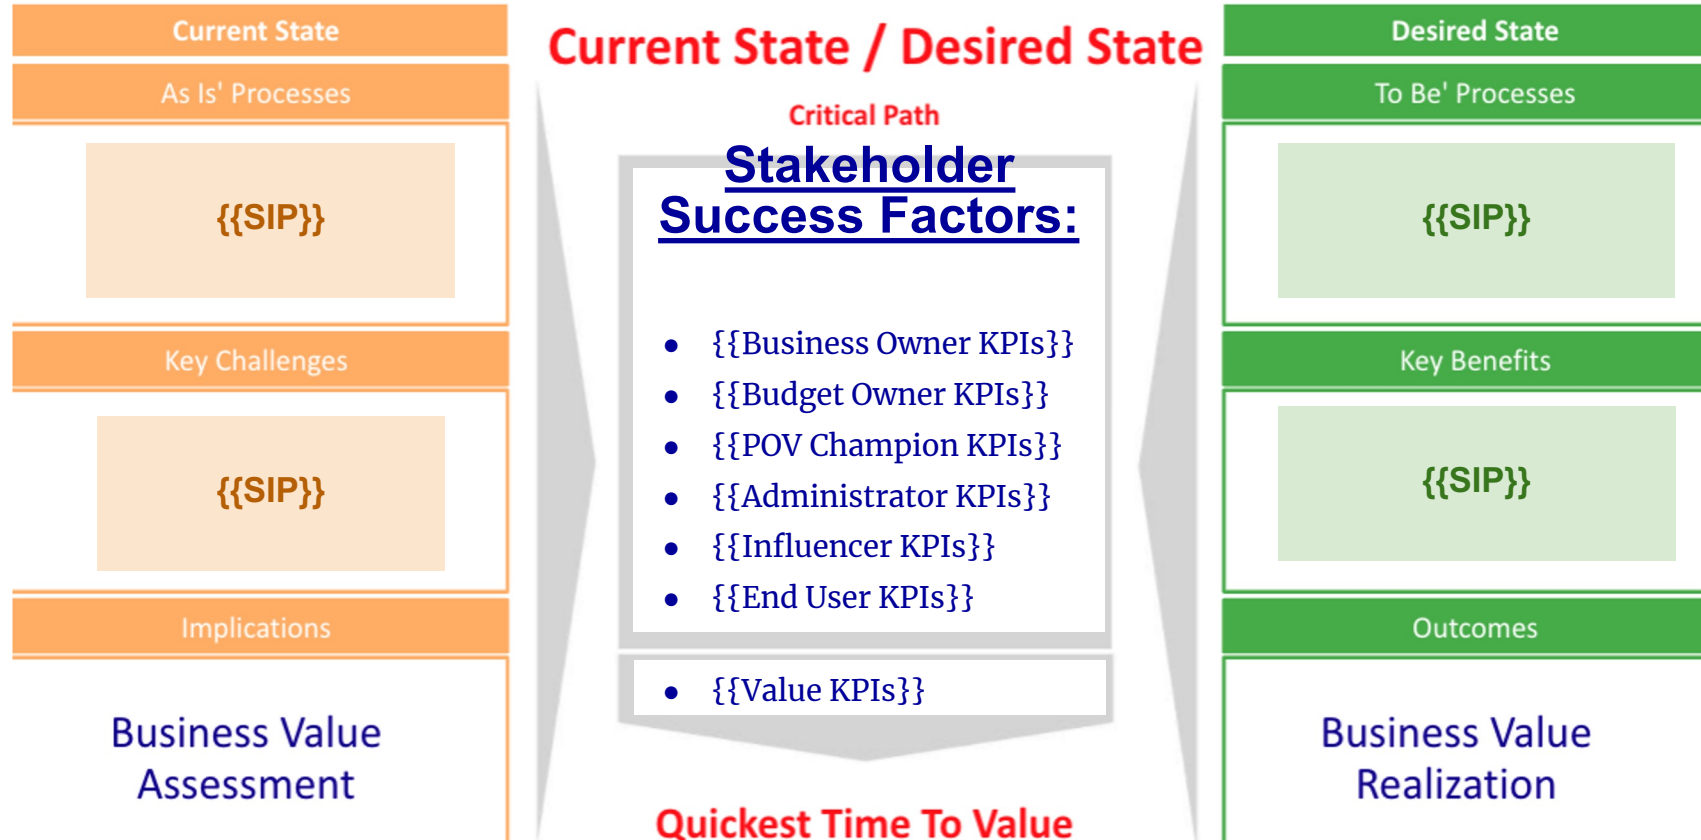 Current State
As Is' Processes
{{SIP}}
Key Challenges
{{SIP}}
Implications
Business Value
Assessment
Current State / Desired State
Critical Path
Stakeholder
Success Factors:
● {{Business Owner KPIs}}
● {{Budget Owner KPIs}}
● {{POV Champion KPIs}}
● {{Administrator KPIs}}
● {{Influencer KPIs}}
● {{End User KPIs}}
● {{Value KPIs}}
Quickest Time To Value
Desired State
To Be' Processes
{{SIP}}
Key Benefits
{{SIP}}
Outcomes
Business Value
Realization